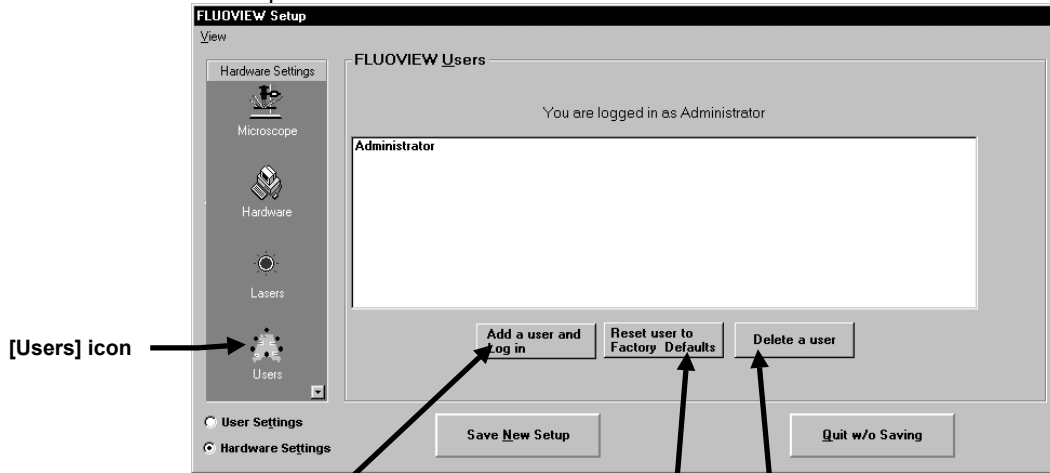 FLUOVIEW Setup
View
Hardware Settings
Microscope
Hardware
Lasers
Users
FLUOVIEW Users
You are logged in as Administrator
Administrator
Add a user and
Log in
Reset user to
Factory Defaults
Delete a user
[Users] icon
User Settings
Hardware Settings
Save New Setup
Quit w/o Saving